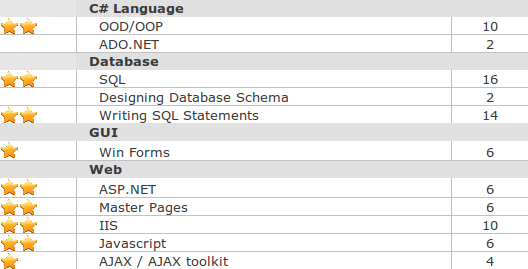 C# Language
OOD/OOP 10
ADO.NET 2
Database
SQL 16
Designing Database Schema 2
Writing SQL Statements 14
GUI
Win Forms 6
Web
ASP.NET 6
Master Pages 6
IIS 10
Javascript 6
AJAX / AJAX toolkit 4